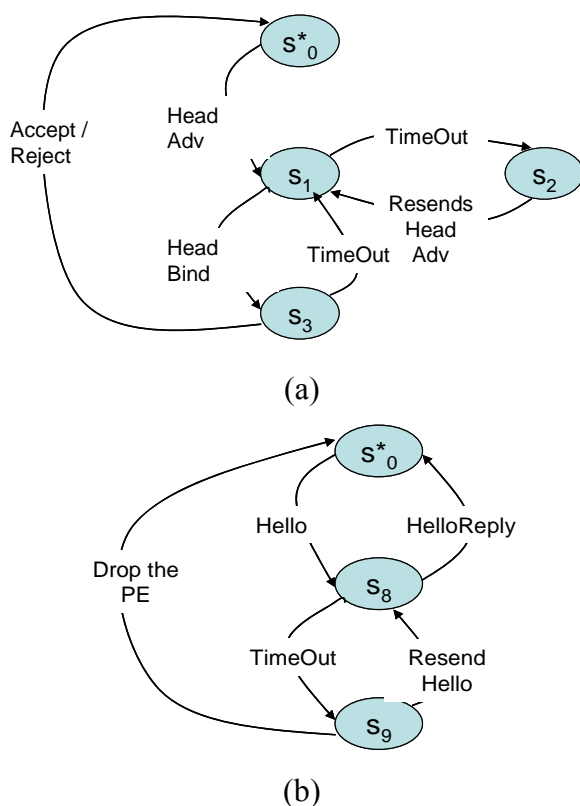 s*0
Head
Adv
Accept /
Reject
TimeOut
s1
s2
Resends
Head
Adv
Head
Bind
TimeOut
s3
(a)
s*0
Hello
HelloReply
Drop the
PE
s8
TimeOut
Resend
Hello
s9
(b)